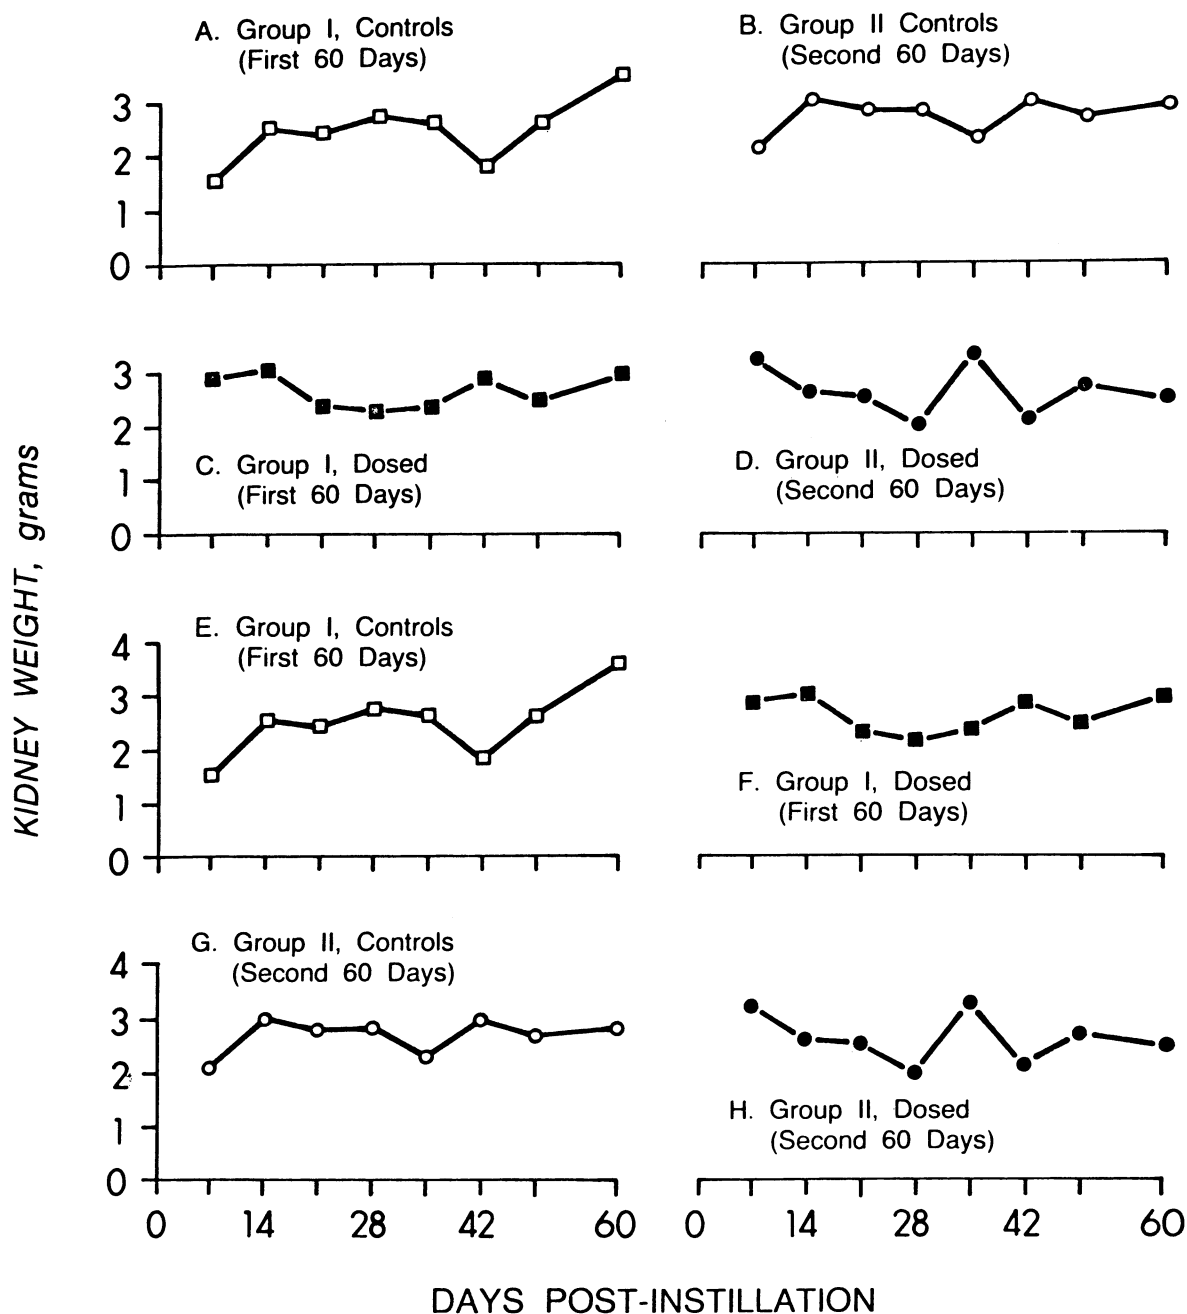 A. Group I, Controls
(First 60 Days)
B. Group II Controls
(Second 60 Days)
3
2
1
0
3
2
1
0
C. Group I, Dosed
(First 60 Days)
D. Group II, Dosed
(Second 60 Days)
KIDNEY WEIGHT, grams
E. Group I, Controls
(First 60 Days)
4
3
2
1
0
F. Group I, Dosed
(First 60 Days)
G. Group II, Controls
(Second 60 Days)
4
3
2
1
0
H. Group II, Dosed
(Second 60 Days)
0 14 28 42 60
0 14 28 42 60
DAYS POST-INSTILLATION